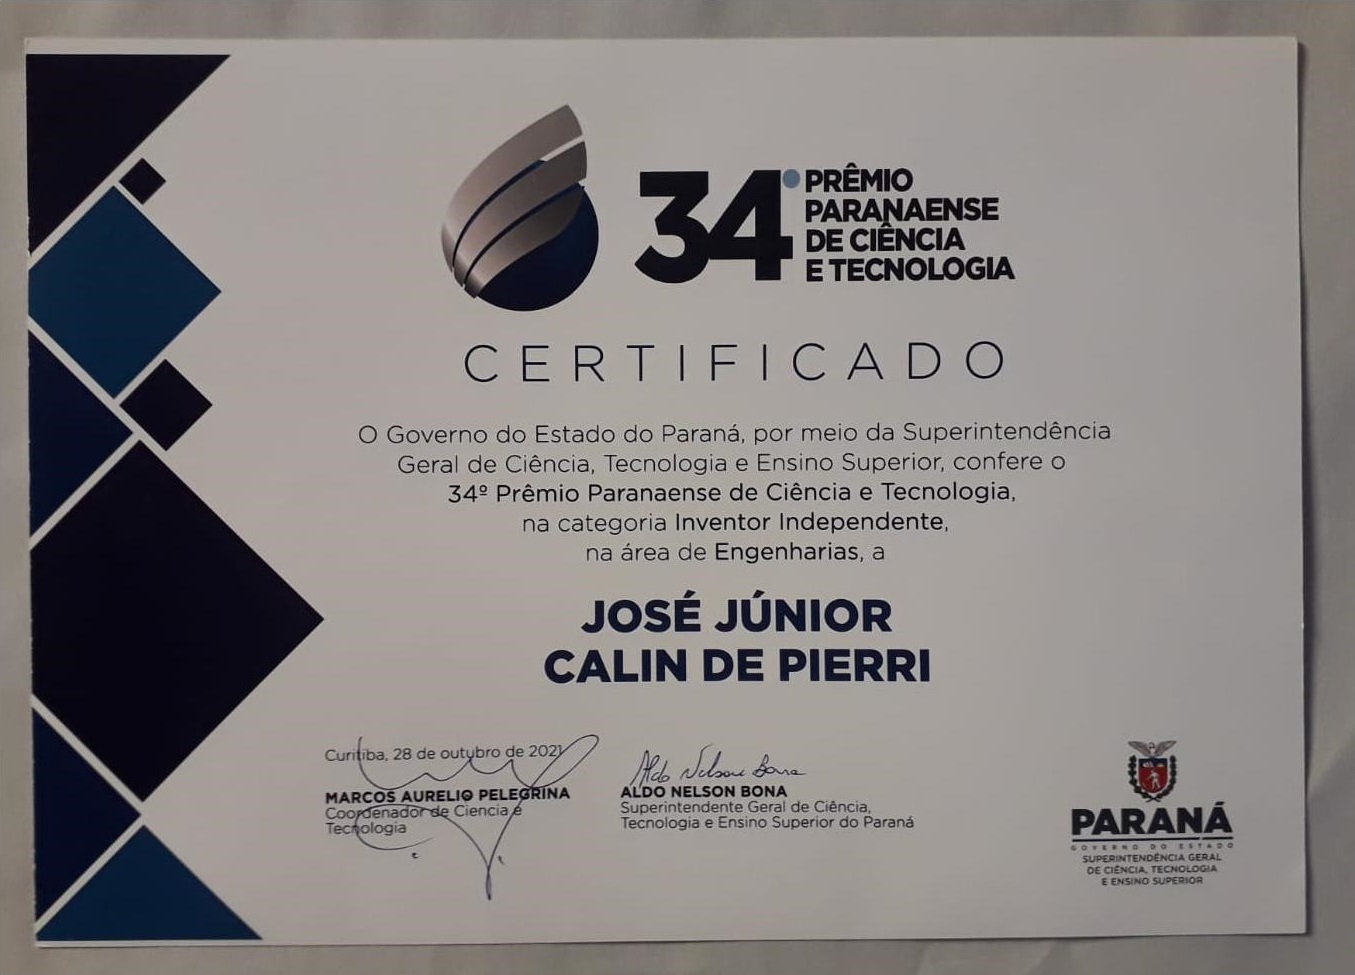 34º PRÊMIO
PARANAENSE
DE CIÊNCIA
E TECNOLOGIA
CERTIFICADO
O Governo do Estado do Paraná, por meio da Superintendência
Geral de Ciência, Tecnologia e Ensino Superior, confere o
34º Prêmio Paranaense de Ciência e Tecnologia,
na categoria Inventor Independente,
na área de Engenharias, a
JOSÉ JÚNIOR
CALIN DE PIERRI
Curitiba, 28 de outubro de 2021
MARCOS AURELIO PELEGRINA
Coordenador de Ciencia e
Tecnologia
Aldo Nelson Bona
ALDO NELSON BONA
Superintendente Geral de Ciência,
Tecnologia e Ensino Superior do Paraná
PARANÁ
GOVERNO DO ESTADO
SUPERINTENDÊNCIA GERAL
DE CIÊNCIA, TECNOLOGIA
E ENSINO SUPERIOR